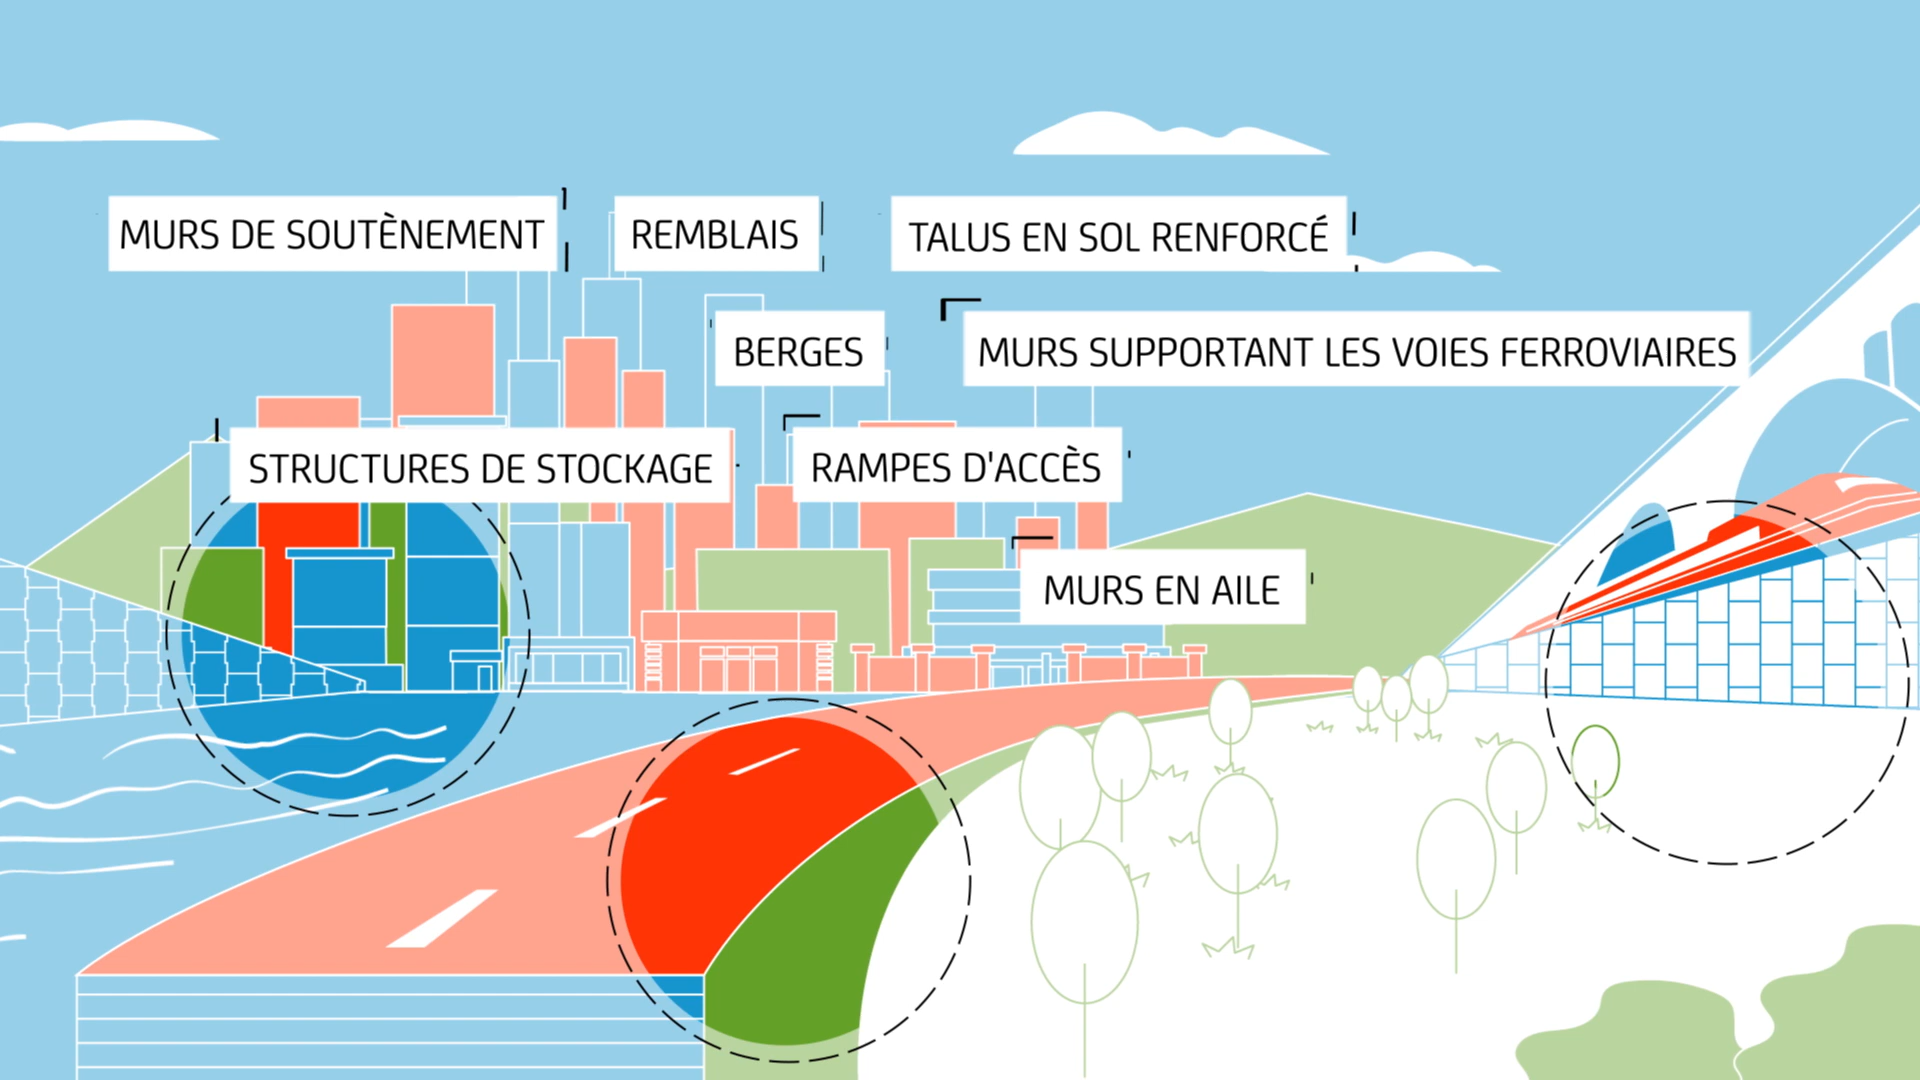 MURS DE SOUTÈNEMENT
REMBLAIS
TALUS EN SOL RENFORCÉ
BERGES
MURS SUPPORTANT LES VOIES FERROVIAIRES
STRUCTURES DE STOCKAGE
RAMPES D'ACCÈS
MURS EN AILE